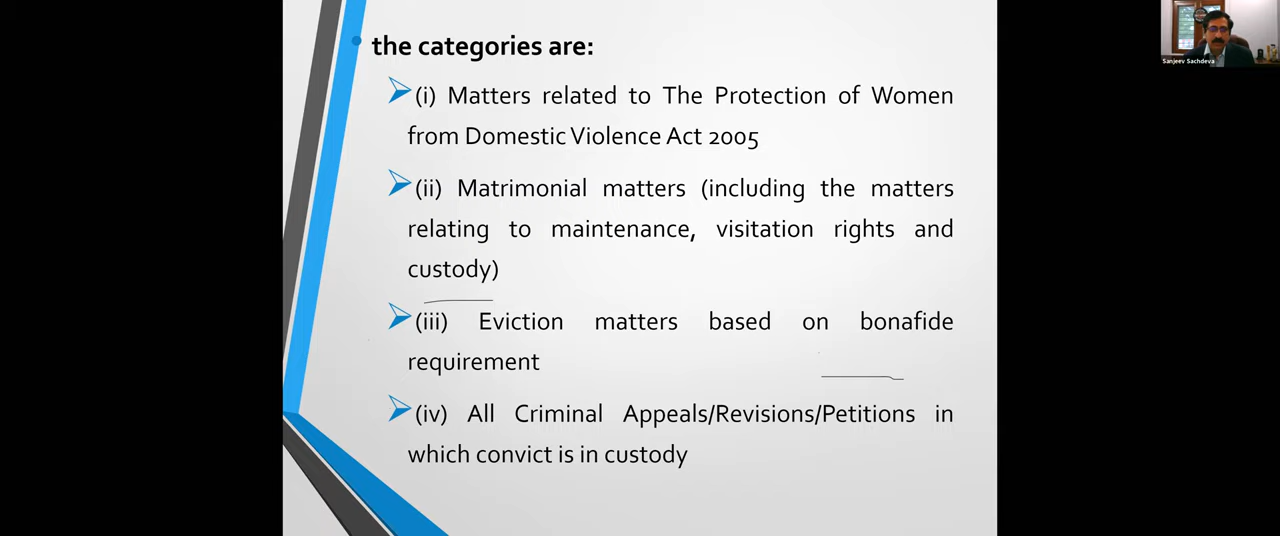 the categories are:
(i) Matters related to The Protection of Women
from Domestic Violence Act 2005
(ii) Matrimonial matters (including the matters
relating to maintenance, visitation rights and
custody)
(iii) Eviction matters based on bonafide
requirement
(iv) All Criminal Appeals/Revisions/Petitions in
which convict is in custody
Sanjeev Sachdeva